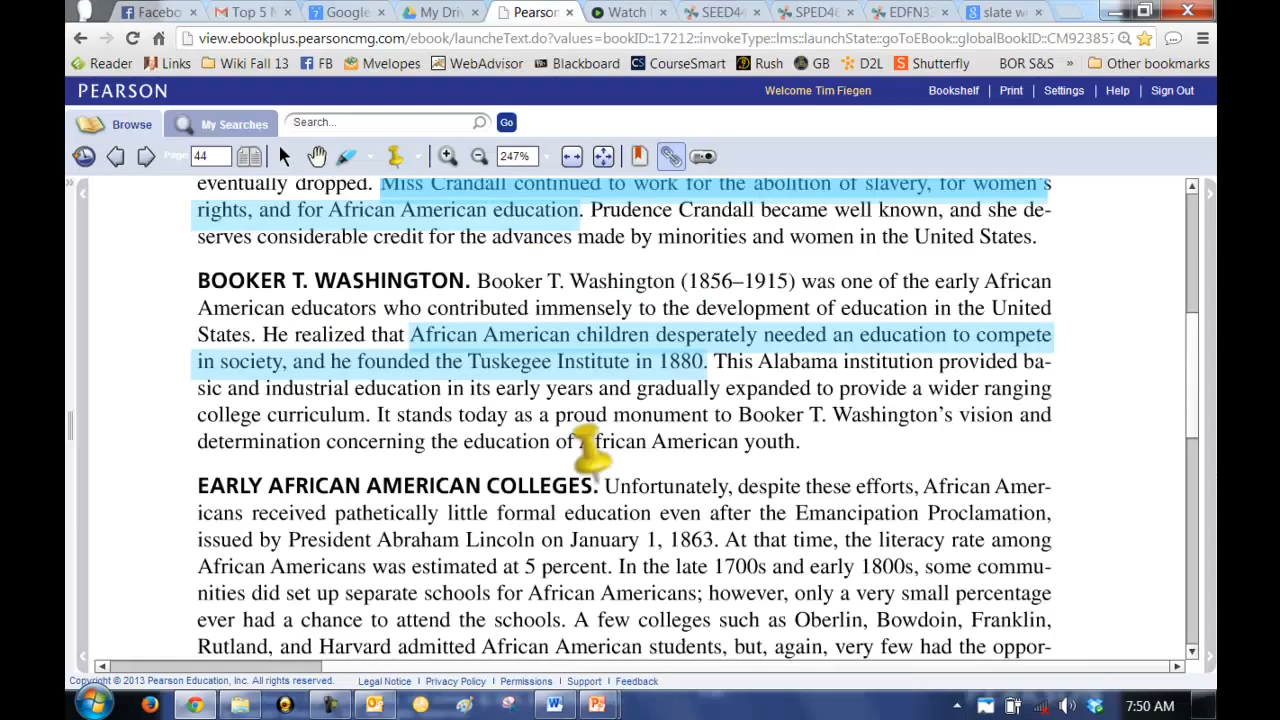 Facebo
Top 5 N
Google
My Driv
Pearson
Watch
SEED44
SPED46
EDFN33
slate w
view.ebookplus.pearsoncmg.com/ebook/launcheText.do?values=bookID::17212::invokeType::lms::launchState::goToEBook::globalBookID::CM923857
Reader Links Wiki Fall 13 FB Mvelopes WebAdvisor Blackboard CourseSmart Rush GB D2L Shutterfly BOR S&S » Other bookmarks
PEARSON Welcome Tim Fiegen Bookshelf | Print | Settings | Help | Sign Out
Browse My Searches Search... Go
Page 44 247%
eventually dropped. Miss Crandall continued to work for the abolition of slavery, for women's
rights, and for African American education. Prudence Crandall became well known, and she de-
serves considerable credit for the advances made by minorities and women in the United States.
BOOKER T. WASHINGTON. Booker T. Washington (1856–1915) was one of the early African
American educators who contributed immensely to the development of education in the United
States. He realized that African American children desperately needed an education to compete
in society, and he founded the Tuskegee Institute in 1880. This Alabama institution provided ba-
sic and industrial education in its early years and gradually expanded to provide a wider ranging
college curriculum. It stands today as a proud monument to Booker T. Washington's vision and
determination concerning the education of African American youth.
EARLY AFRICAN AMERICAN COLLEGES. Unfortunately, despite these efforts, African Amer-
icans received pathetically little formal education even after the Emancipation Proclamation,
issued by President Abraham Lincoln on January 1, 1863. At that time, the literacy rate among
African Americans was estimated at 5 percent. In the late 1700s and early 1800s, some commu-
nities did set up separate schools for African Americans; however, only a very small percentage
ever had a chance to attend the schools. A few colleges such as Oberlin, Bowdoin, Franklin,
Rutland, and Harvard admitted African American students, but, again, very few had the oppor-
Copyright © 2013 Pearson Education, Inc. All rights reserved. Legal Notice | Privacy Policy | Permissions | Support | Feedback
7:50 AM